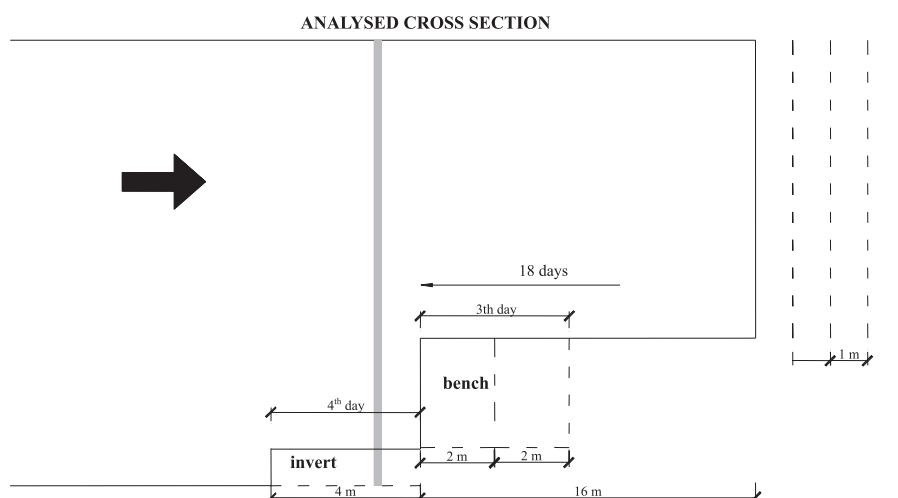 ANALYSED CROSS SECTION
18 days
3th day
1 m
bench
4th day
2 m 2 m
invert
4 m 16 m